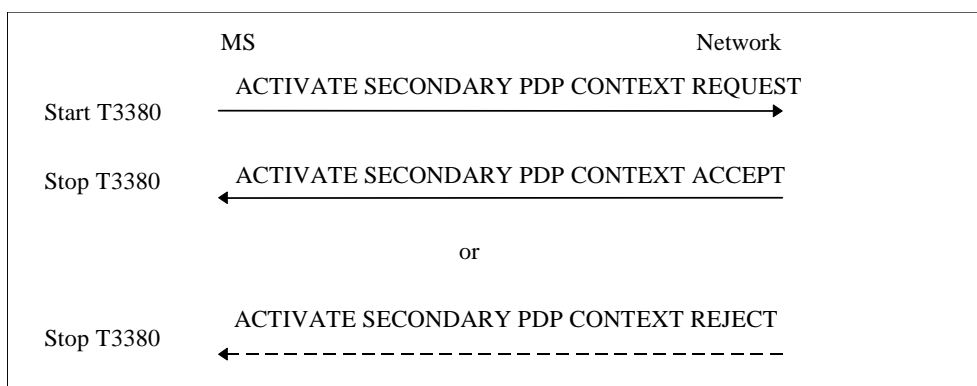 MS Network
ACTIVATE SECONDARY PDP CONTEXT REQUEST
Start T3380
Stop T3380 ACTIVATE SECONDARY PDP CONTEXT ACCEPT
or
ACTIVATE SECONDARY PDP CONTEXT REJECT
Stop T3380